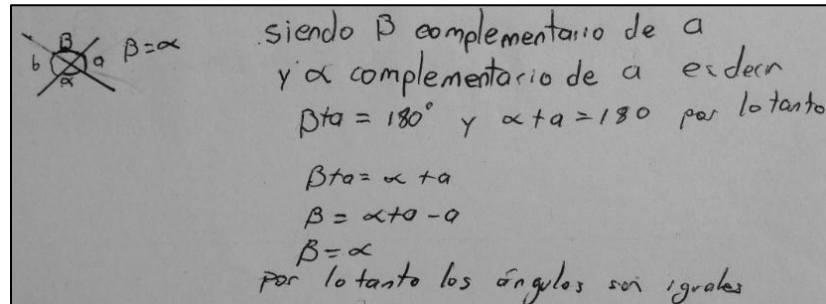 β
b a
α
β=α
siendo β complementario de a
y α complementario de a es decir
β+a = 180° y α+a=180 por lo tanto
β+a = α+a
β = α+a-a
β=α
por lo tanto los ángulos son iguales